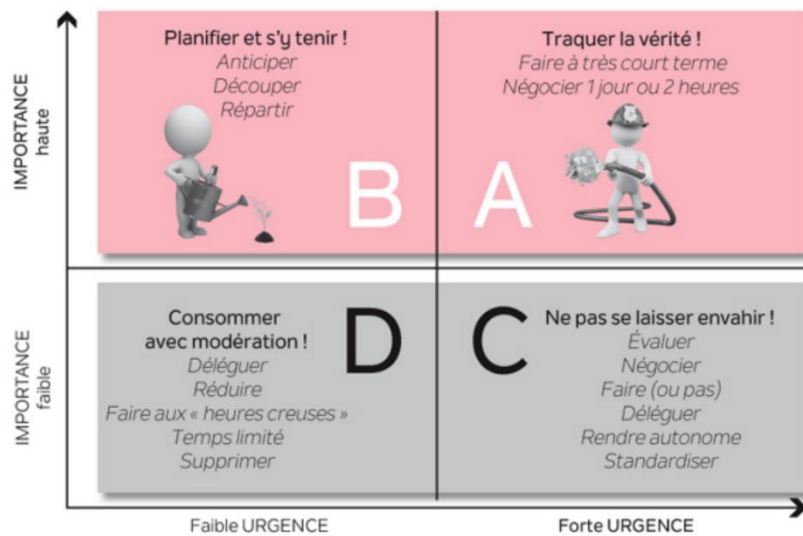 IMPORTANCE
haute
Planifier et s'y tenir !
Anticiper
Découper
Répartir
B
Traquer la vérité !
Faire à très court terme
Négocier 1 jour ou 2 heures
A
IMPORTANCE
faible
Consommer
avec modération !
Déléguer
Réduire
Faire aux « heures creuses »
Temps limité
Supprimer
D
C
Ne pas se laisser envahir !
Évaluer
Négocier
Faire (ou pas)
Déléguer
Rendre autonome
Standardiser
Faible URGENCE
Forte URGENCE